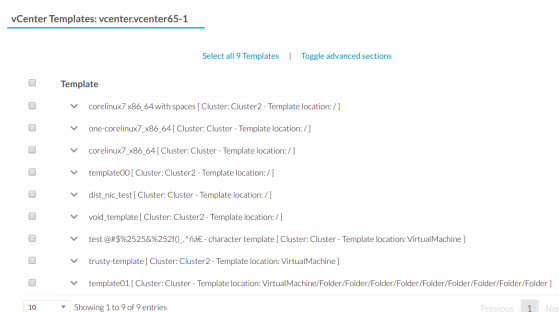 vCenter Templates: vcenter.vcenter65-1
Select all 9 Templates | Toggle advanced sections
Template
corelinux7 x86_64 with spaces [ Cluster: Cluster2 - Template location: / ]
one-corelinux7_x86_64 [ Cluster: Cluster - Template location: / ]
corelinux7_x86_64 [ Cluster: Cluster - Template location: / ]
template00 [ Cluster: Cluster2 - Template location: / ]
dist_nic_test [ Cluster: Cluster - Template location: / ]
void_template [ Cluster: Cluster2 - Template location: / ]
test @#$%2525&%252f()_.^ñá€ - character template [ Cluster: Cluster - Template location: VirtualMachine ]
trusty-template [ Cluster: Cluster2 - Template location: VirtualMachine ]
template01 [ Cluster: Cluster - Template location: VirtualMachine/Folder/Folder/Folder/Folder/Folder/Folder/Folder/Folder/Folder/Folder ]
10 Showing 1 to 9 of 9 entries
Previous 1 Nex